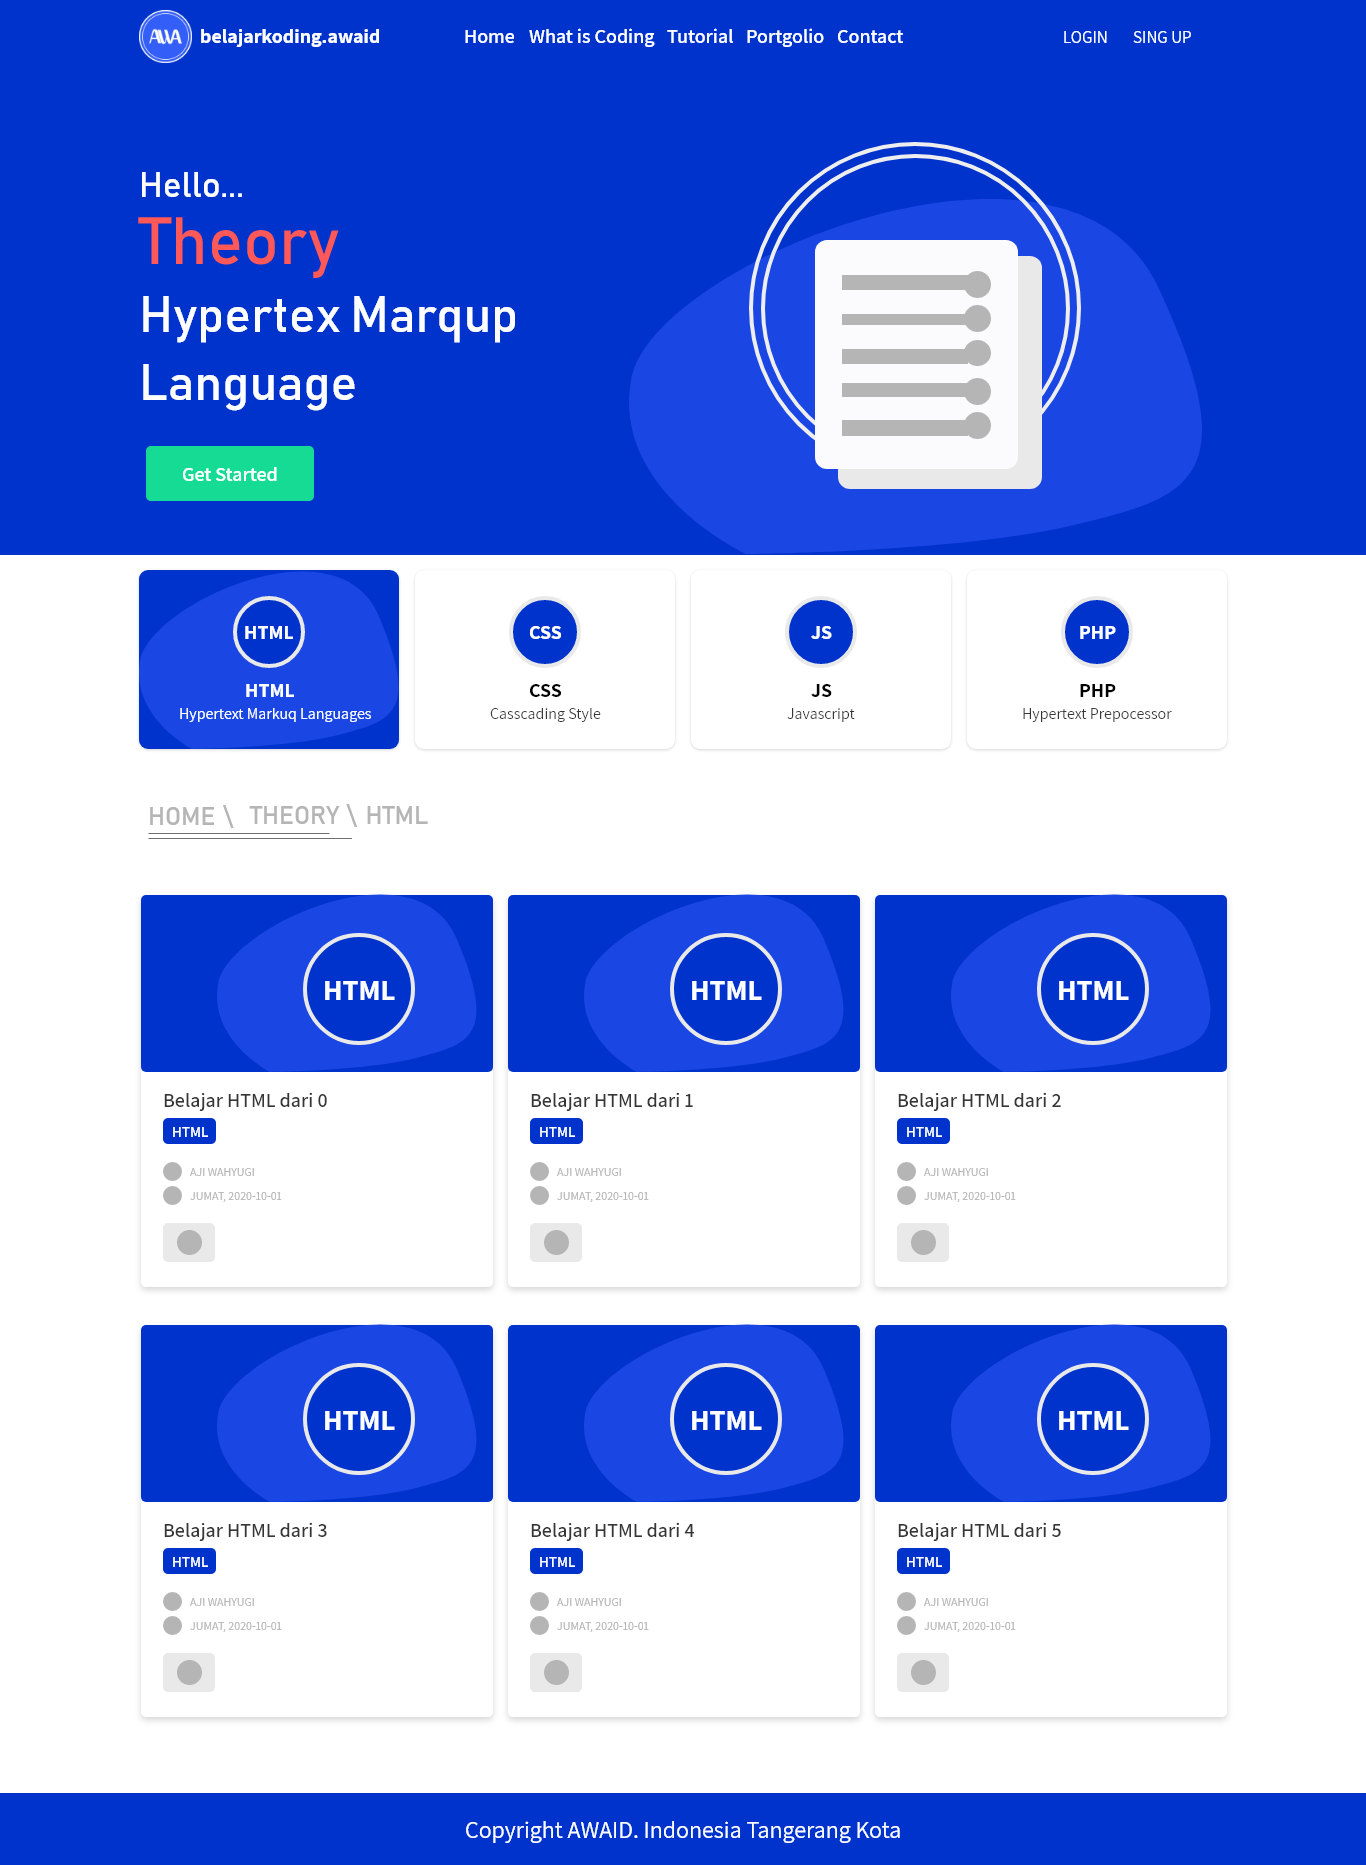 AWA belajarkoding.awaid Home What is Coding Tutorial Portgolio Contact LOGIN SING UP
Hello...
Theory
Hypertex Marqup
Language
Get Started
HTML
HTML
Hypertext Markuq Languages
CSS
CSS
Casscading Style
JS
JS
Javascript
PHP
PHP
Hypertext Prepocessor
HOME \ THEORY \ HTML
HTML
Belajar HTML dari 0
HTML
AJI WAHYUGI
JUMAT, 2020-10-01
HTML
Belajar HTML dari 1
HTML
AJI WAHYUGI
JUMAT, 2020-10-01
HTML
Belajar HTML dari 2
HTML
AJI WAHYUGI
JUMAT, 2020-10-01
HTML
Belajar HTML dari 3
HTML
AJI WAHYUGI
JUMAT, 2020-10-01
HTML
Belajar HTML dari 4
HTML
AJI WAHYUGI
JUMAT, 2020-10-01
HTML
Belajar HTML dari 5
HTML
AJI WAHYUGI
JUMAT, 2020-10-01
Copyright AWAID. Indonesia Tangerang Kota